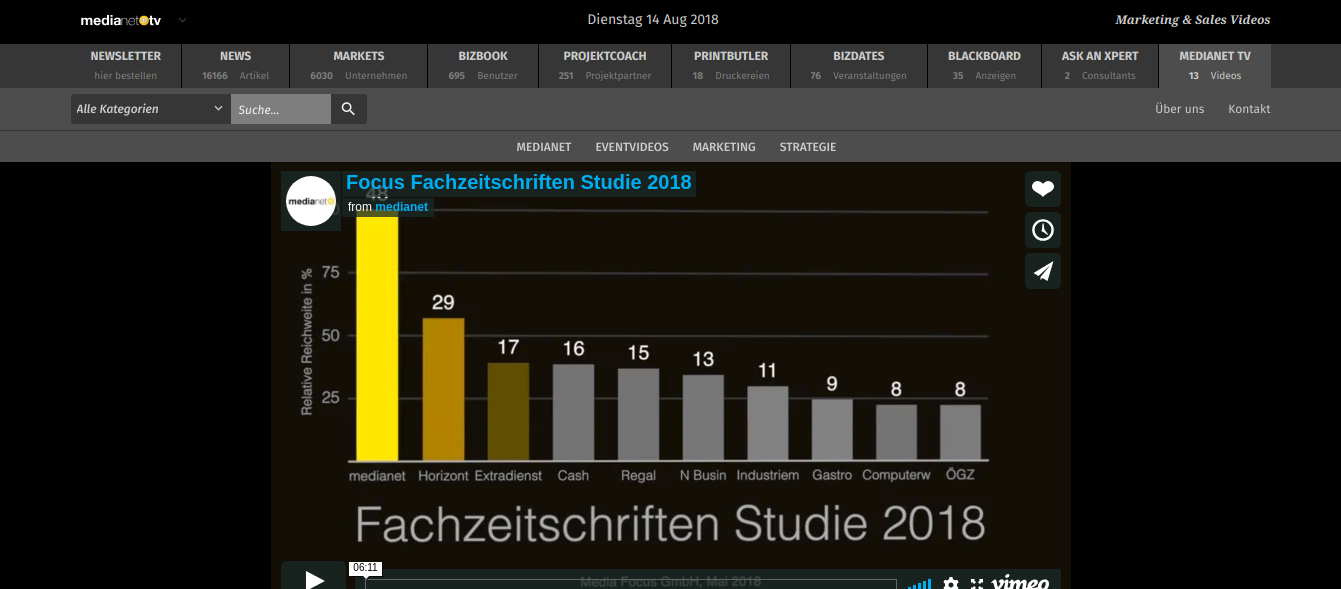 medianet tv
Dienstag 14 Aug 2018
Marketing & Sales Videos
NEWSLETTER
hier bestellen
NEWS
16166 Artikel
MARKETS
6030 Unternehmen
BIZBOOK
695 Benutzer
PROJEKTCOACH
251 Projektpartner
PRINTBUTLER
18 Druckereien
BIZDATES
76 Veranstaltungen
BLACKBOARD
35 Anzeigen
ASK AN XPERT
2 Consultants
MEDIANET TV
13 Videos
Alle Kategorien
Suche...
Über uns
Kontakt
MEDIANET
EVENTVIDEOS
MARKETING
STRATEGIE
medianet
Focus Fachzeitschriften Studie 2018
from medianet
48
Relative Reichweite in %
75
50
25
29
17
16
15
13
11
9
8
8
medianet
Horizont
Extradienst
Cash
Regal
N Busin
Industriem
Gastro
Computerw
ÖGZ
Fachzeitschriften Studie 2018
Media Focus GmbH, Mai 2018
06:11
vimeo